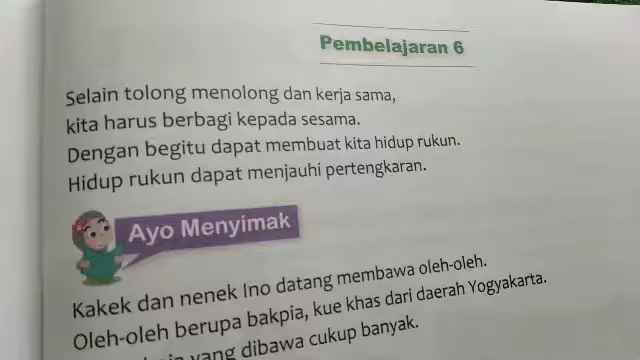 Pembelajaran 6
Selain tolong menolong dan kerja sama,
kita harus berbagi kepada sesama.
Dengan begitu dapat membuat kita hidup rukun.
Hidup rukun dapat menjauhi pertengkaran.
Ayo Menyimak
Kakek dan nenek Ino datang membawa oleh-oleh.
Oleh-oleh berupa bakpia, kue khas dari daerah Yogyakarta.
yang dibawa cukup banyak.